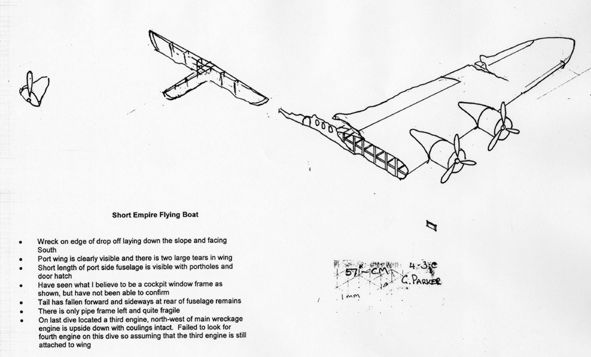 Short Empire Flying Boat
Wreck on edge of drop off laying down the slope and facing
South
Port wing is clearly visible and there is two large tears in wing
Short length of port side fuselage is visible with portholes and
door hatch
Have seen what I believe to be a cockpit window frame as
shown, but have not been able to confirm
Tail has fallen forward and sideways at rear of fuselage remains
There is only pipe frame left and quite fragile
On last dive located a third engine, north-west of main wreckage
engine is upside down with coulings intact. Failed to look for
fourth engine on this dive so assuming that the third engine is still
attached to wing
CM
G. PARKER
1mm